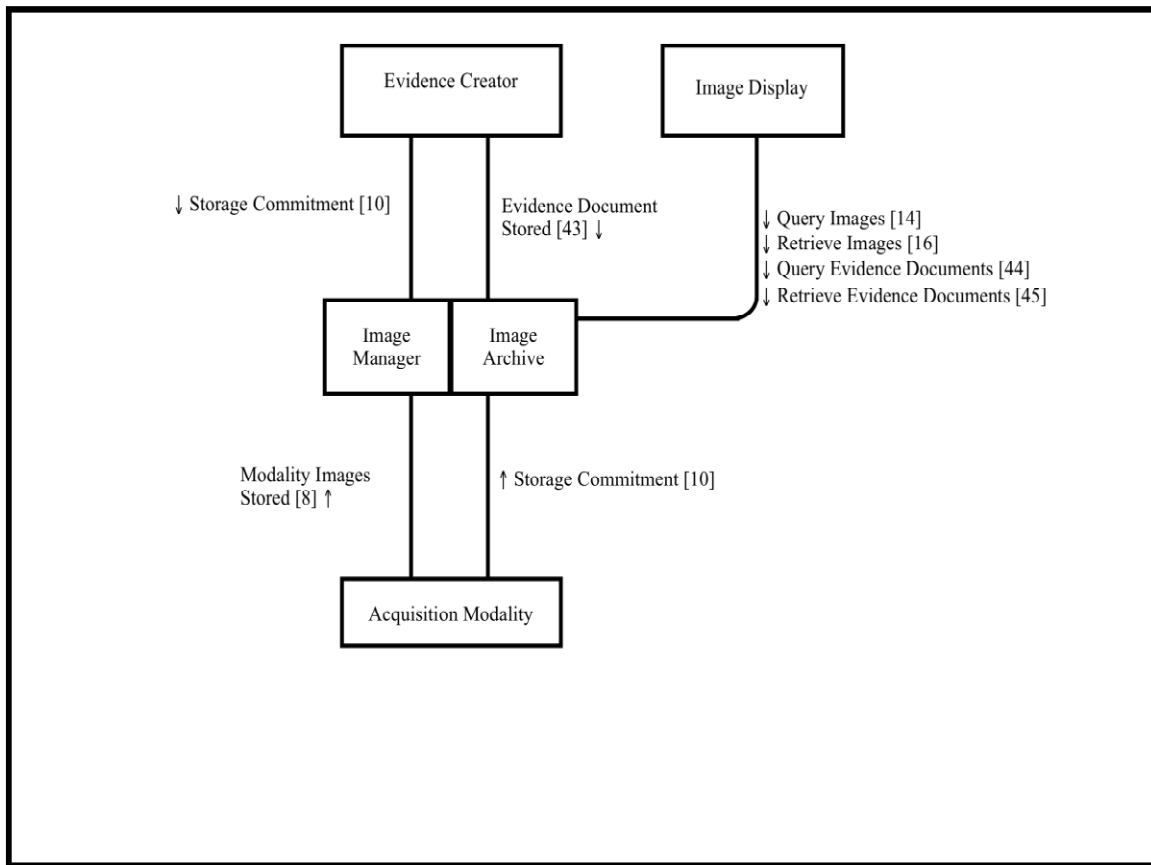 Evidence Creator
Image Display
↓ Storage Commitment [10]
Evidence Document
Stored [43] ↓
↓ Query Images [14]
↓ Retrieve Images [16]
↓ Query Evidence Documents [44]
↓ Retrieve Evidence Documents [45]
Image
Manager
Image
Archive
Modality Images
Stored [8] ↑
↑ Storage Commitment [10]
Acquisition Modality